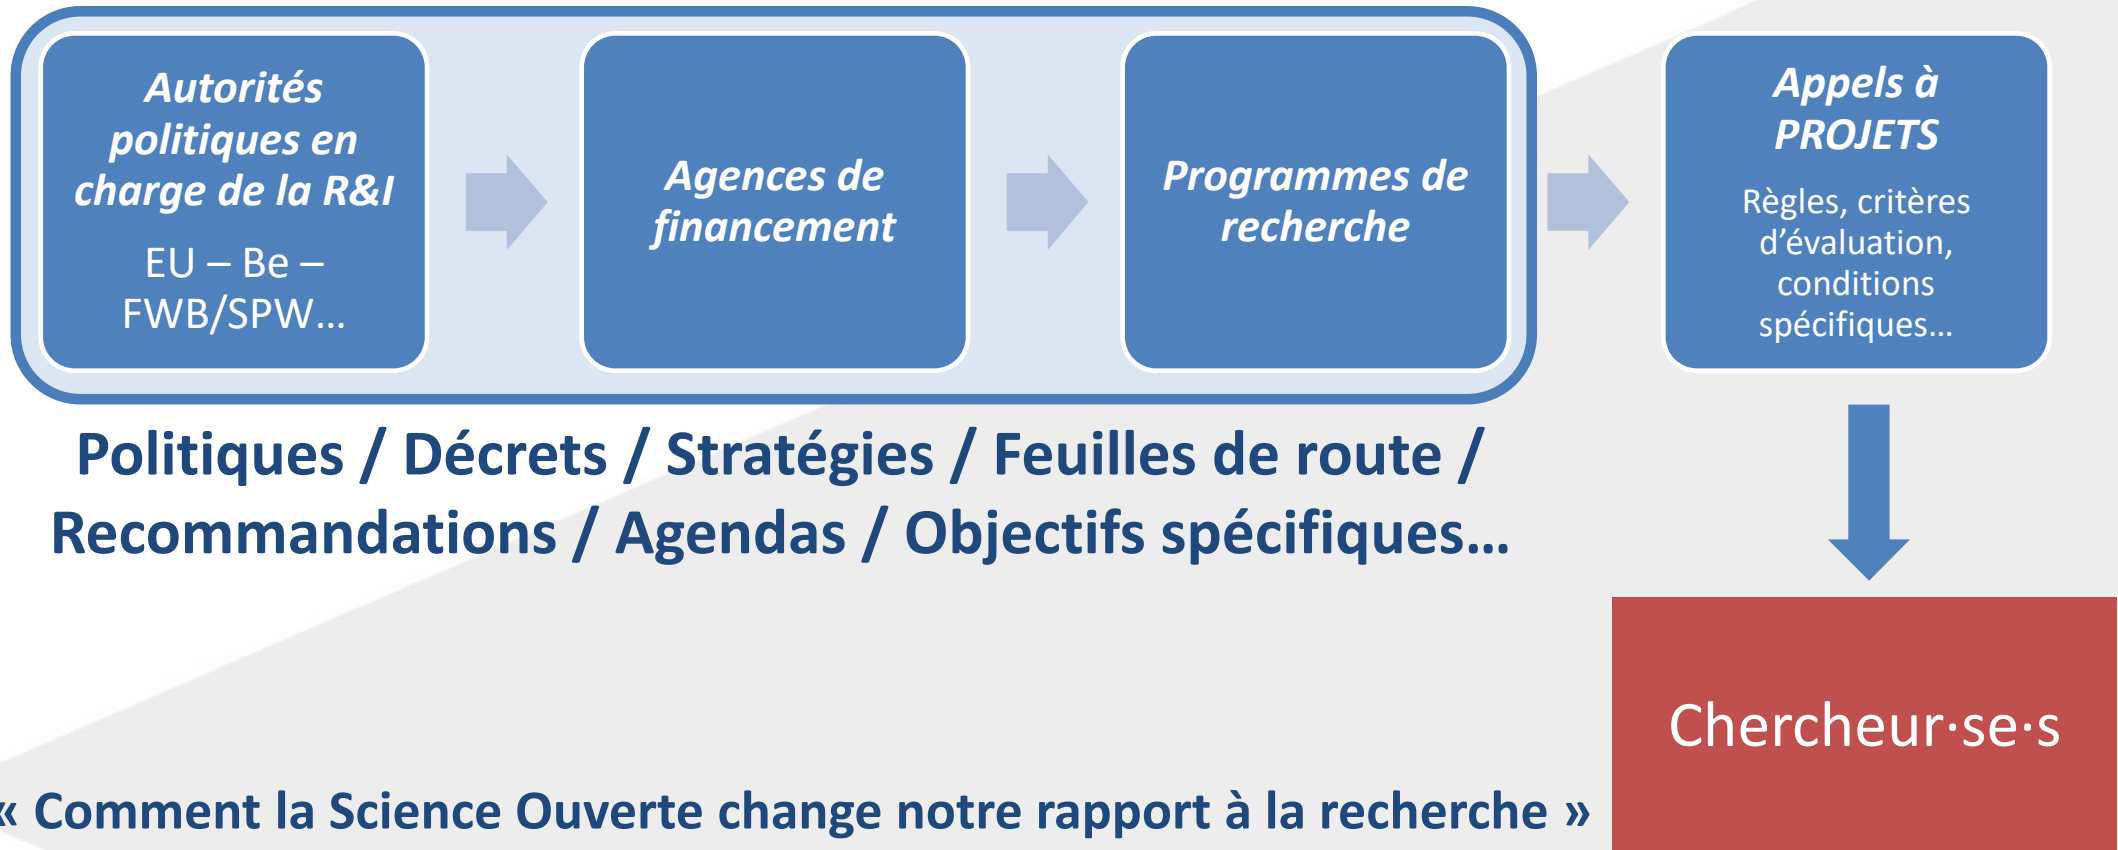 Autorités
politiques en
charge de la R&I
EU – Be –
FWB/SPW...
Agences de
financement
Programmes de
recherche
Appels à
PROJETS
Règles, critères
d'évaluation,
conditions
spécifiques...
Politiques / Décrets / Stratégies / Feuilles de route /
Recommandations / Agendas / Objectifs spécifiques...
Chercheur·se·s
« Comment la Science Ouverte change notre rapport à la recherche »